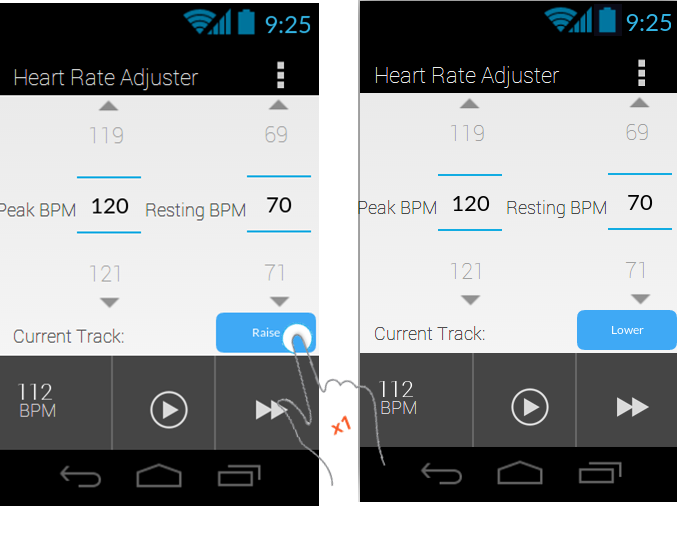 9:25
Heart Rate Adjuster
119
69
Peak BPM
120
Resting BPM
70
121
71
Current Track:
Raise
112
BPM
x1
9:25
Heart Rate Adjuster
119
69
Peak BPM
120
Resting BPM
70
121
71
Current Track:
Lower
112
BPM